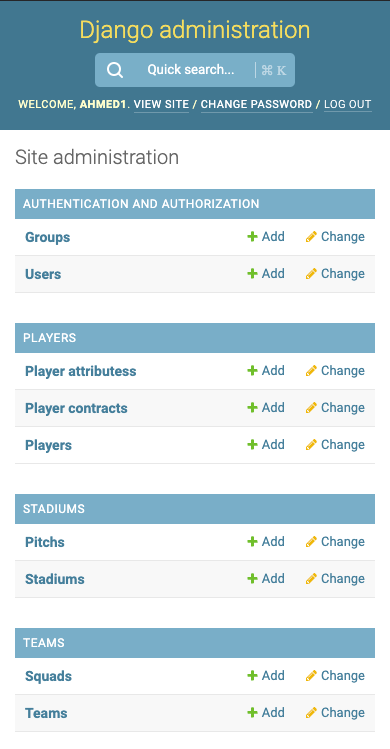 Django administration
Quick search... ⌘ K
WELCOME, AHMED1. VIEW SITE / CHANGE PASSWORD / LOG OUT
Site administration
AUTHENTICATION AND AUTHORIZATION
Groups Add Change
Users Add Change
PLAYERS
Player attributess Add Change
Player contracts Add Change
Players Add Change
STADIUMS
Pitchs Add Change
Stadiums Add Change
TEAMS
Squads Add Change
Teams Add Change